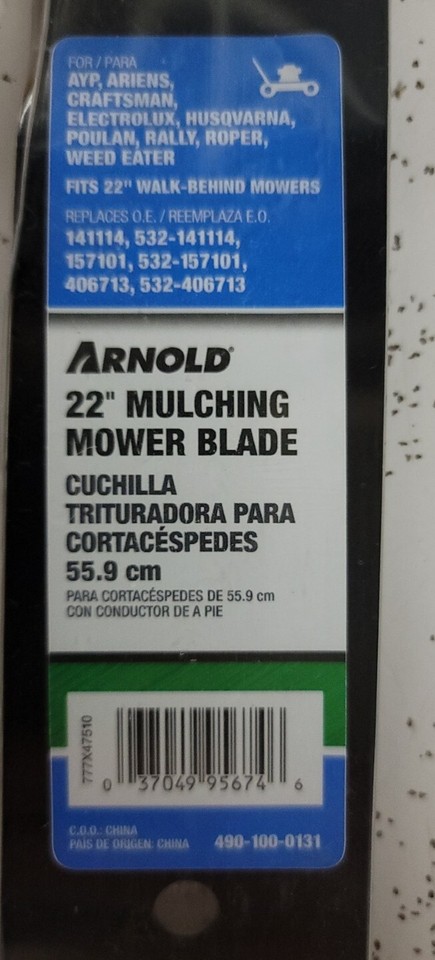 FOR / PARA
AYP, ARIENS,
CRAFTSMAN,
ELECTROLUX, HUSQVARNA,
POULAN, RALLY, ROPER,
WEED EATER
FITS 22" WALK-BEHIND MOWERS
REPLACES O.E. / REEMPLAZA E.O.
141114, 532-141114,
157101, 532-157101,
406713, 532-406713
ARNOLD®
22" MULCHING
MOWER BLADE
CUCHILLA
TRITURADORA PARA
CORTACÉSPEDES
55.9 cm
PARA CORTACÉSPEDES DE 55.9 cm
CON CONDUCTOR DE A PIE
777X47510
0 37049 95674 6
C.O.O.: CHINA
PAÍS DE ORIGEN: CHINA 490-100-0131